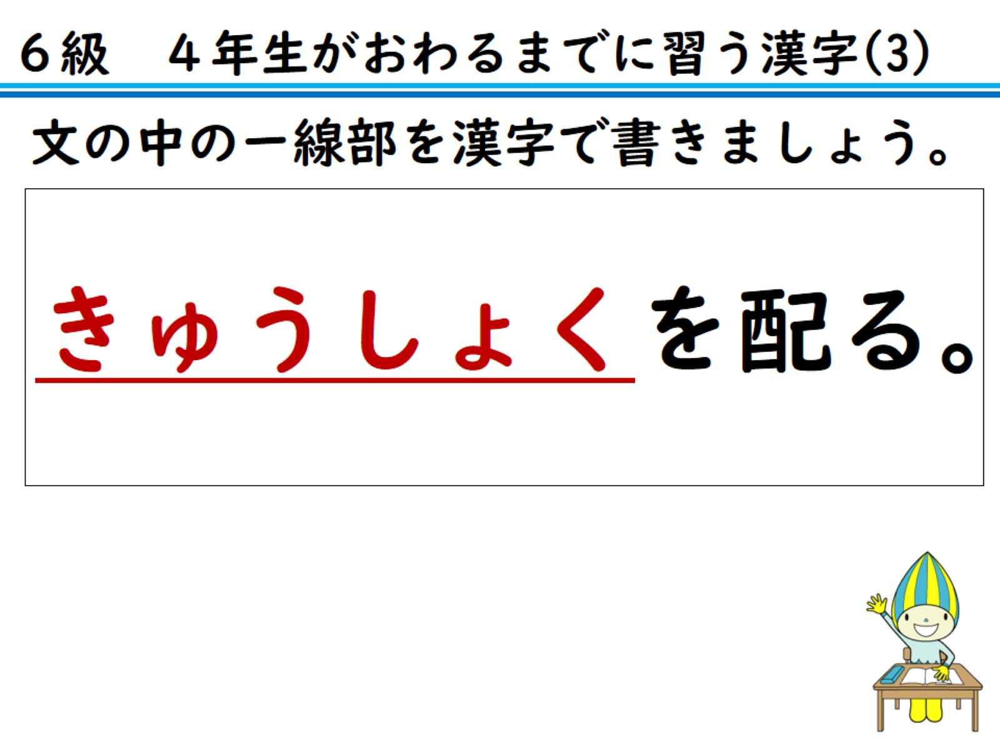 ６級　４年生がおわるまでに習う漢字(3)
文の中の一線部を漢字で書きましょう。
きゅうしょくを配る。